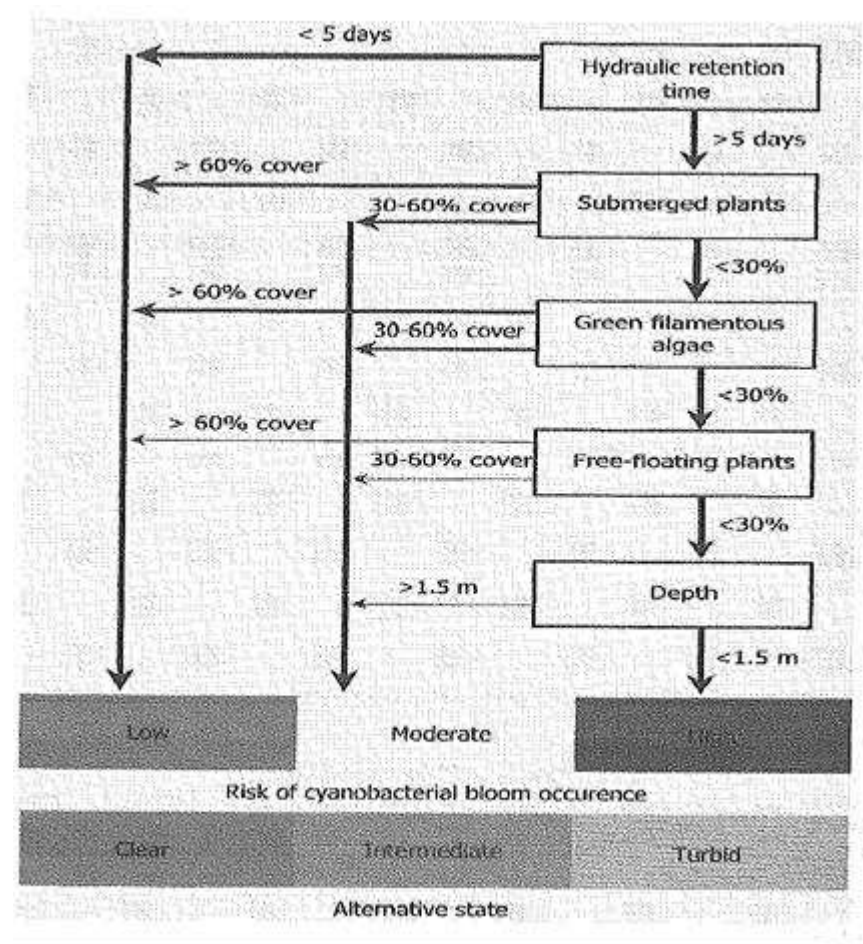 < 5 days
Hydraulic retention
time
>5 days
> 60% cover
30-60% cover
Submerged plants
<30%
> 60% cover
30-60% cover
Green filamentous
algae
<30%
> 60% cover
30-60% cover
Free-floating plants
<30%
>1.5 m
Depth
<1.5 m
Low
Moderate
High
Risk of cyanobacterial bloom occurence
Clear
Intermediate
Turbid
Alternative state